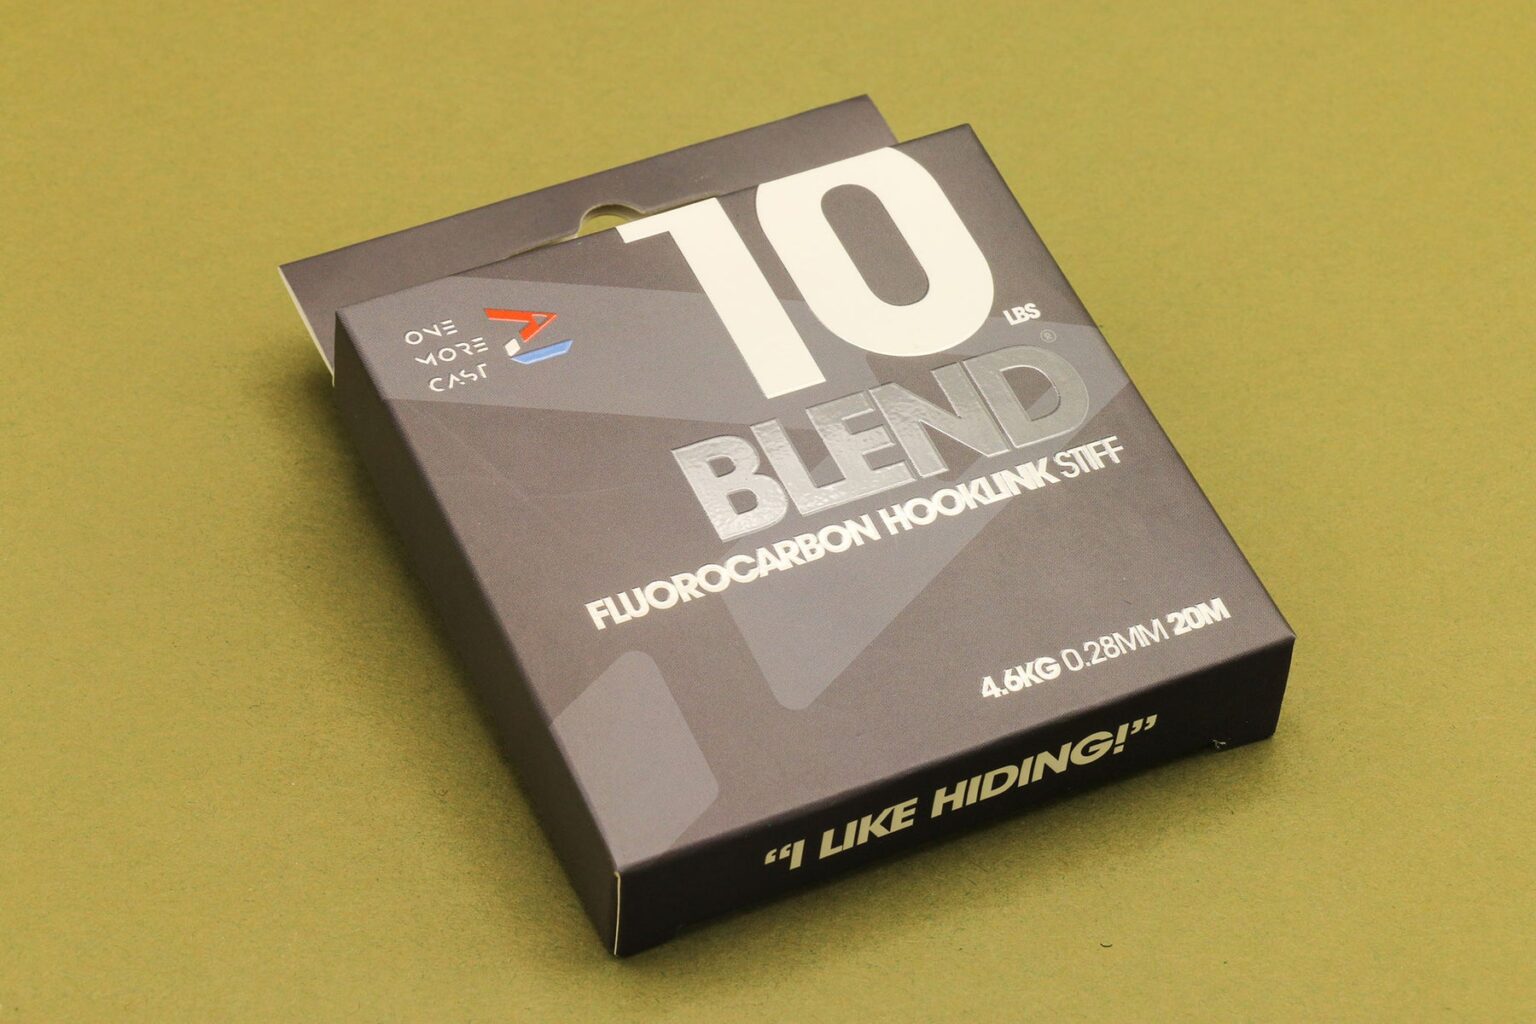 ONE
MORE
CAST
10
LBS
BLEND®
FLUOROCARBON HOOKLINK STIFF
4.6KG 0.28MM 20M
“I LIKE HIDING!”